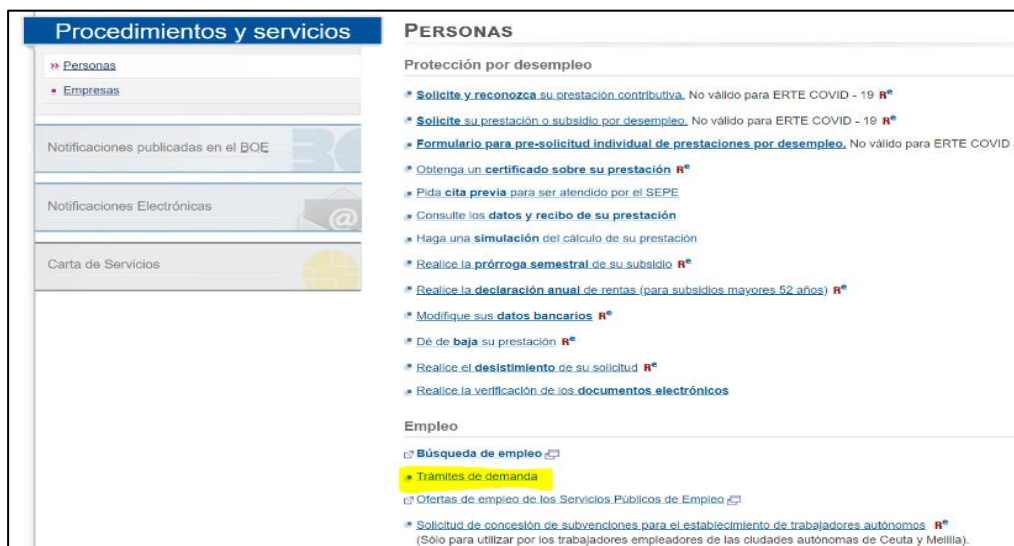 Procedimientos y servicios
Personas
Empresas
Notificaciones publicadas en el BOE
Notificaciones Electrónicas
Carta de Servicios
PERSONAS
Protección por desempleo
Solicite y reconozca su prestación contributiva. No válido para ERTE COVID - 19 Re
Solicite su prestación o subsidio por desempleo. No válido para ERTE COVID - 19 Re
Formulario para pre-solicitud individual de prestaciones por desempleo. No válido para ERTE COVID
Obtenga un certificado sobre su prestación Re
Pida cita previa para ser atendido por el SEPE
Consulte los datos y recibo de su prestación
Haga una simulación del cálculo de su prestación
Realice la prórroga semestral de su subsidio Re
Realice la declaración anual de rentas (para subsidios mayores 52 años) Re
Modifique sus datos bancarios Re
Dé de baja su prestación Re
Realice el desistimiento de su solicitud Re
Realice la verificación de los documentos electrónicos
Empleo
Búsqueda de empleo
Trámites de demanda
Ofertas de empleo de los Servicios Públicos de Empleo
Solicitud de concesión de subvenciones para el establecimiento de trabajadores autónomos Re
(Sólo para utilizar por los trabajadores empleadores de las ciudades autónomas de Ceuta y Melilla).